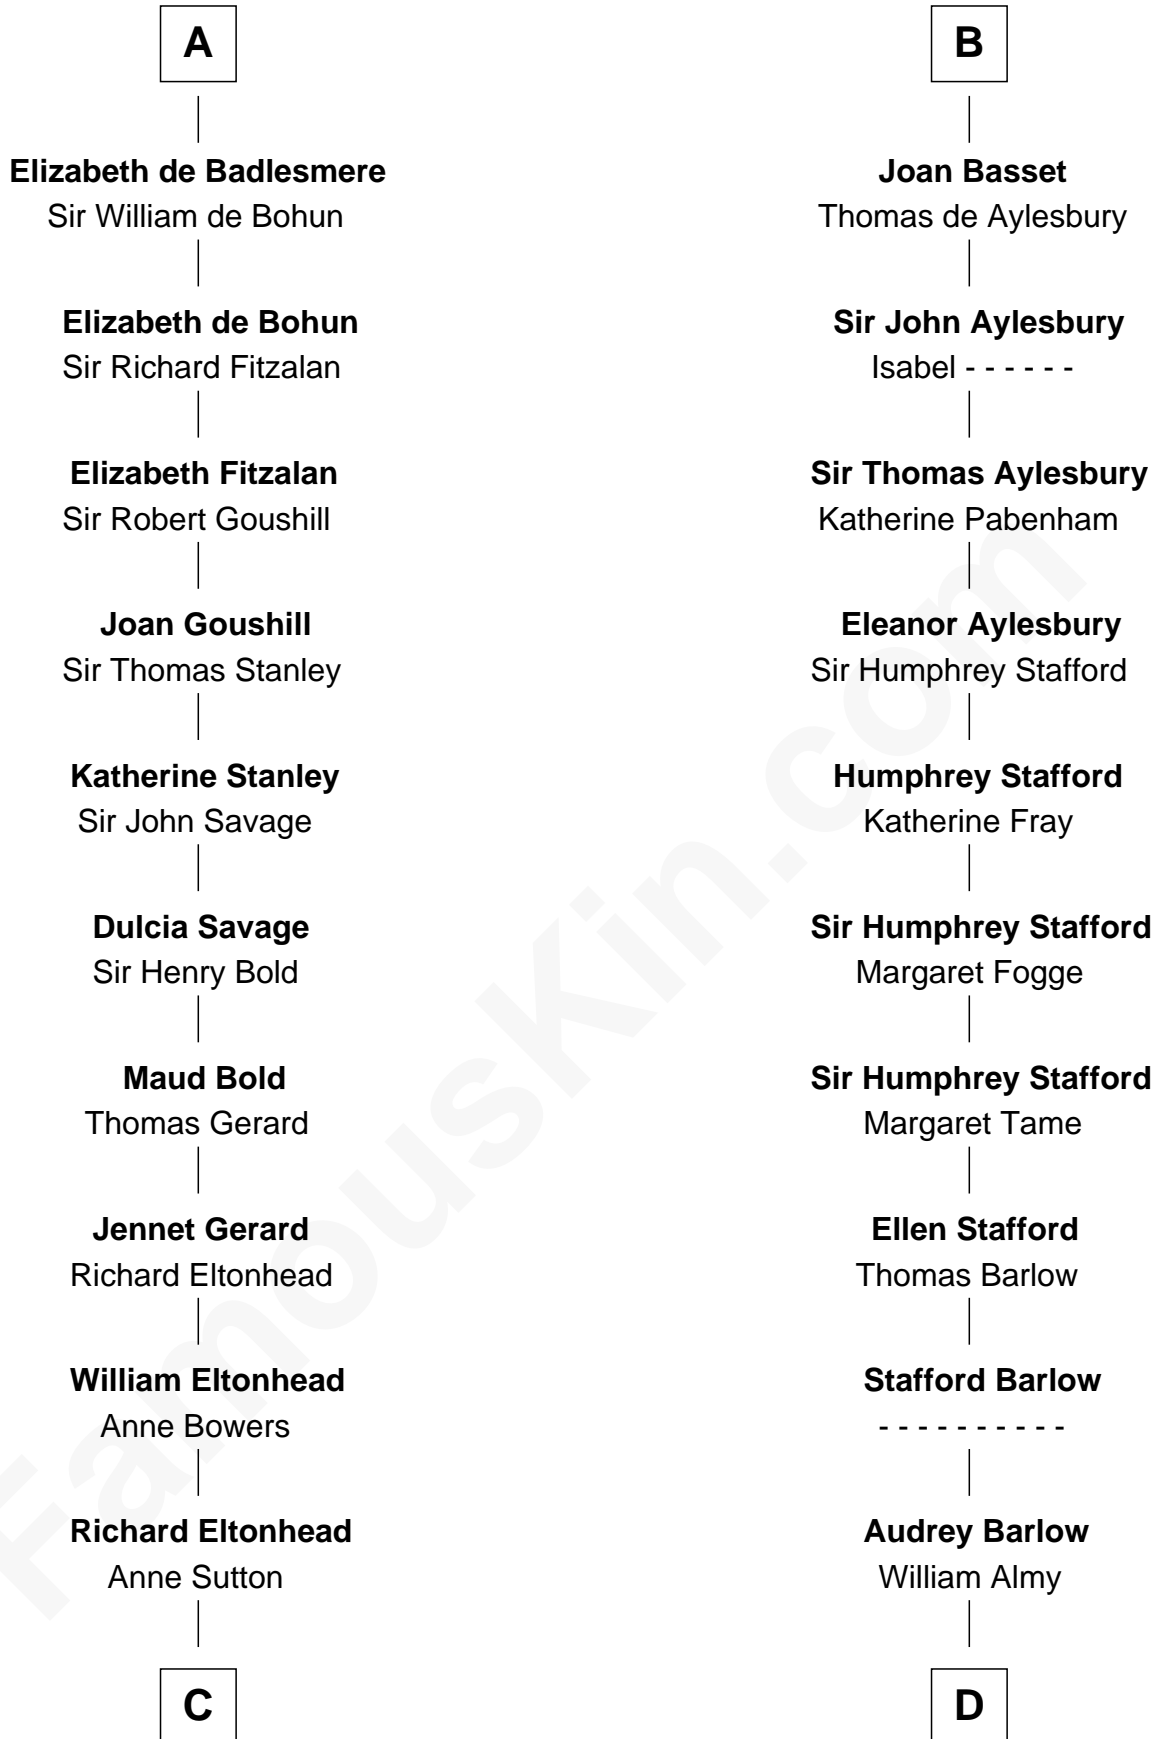 A
Elizabeth de Badlesmere
Sir William de Bohun
Elizabeth de Bohun
Sir Richard Fitzalan
Elizabeth Fitzalan
Sir Robert Goushill
Joan Goushill
Sir Thomas Stanley
Katherine Stanley
Sir John Savage
Dulcia Savage
Sir Henry Bold
Maud Bold
Thomas Gerard
Jennet Gerard
Richard Eltonhead
William Eltonhead
Anne Bowers
Richard Eltonhead
Anne Sutton
C
B
Joan Basset
Thomas de Aylesbury
Sir John Aylesbury
Isabel - - - - - -
Sir Thomas Aylesbury
Katherine Pabenham
Eleanor Aylesbury
Sir Humphrey Stafford
Humphrey Stafford
Katherine Fray
Sir Humphrey Stafford
Margaret Fogge
Sir Humphrey Stafford
Margaret Tame
Ellen Stafford
Thomas Barlow
Stafford Barlow
- - - - - - - - - -
Audrey Barlow
William Almy
D
FamousKin.com